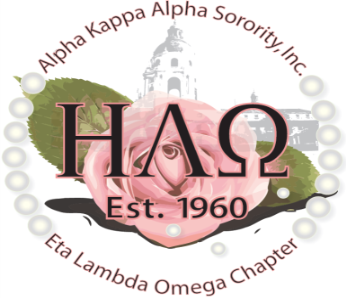 Alpha Kappa Alpha Sorority, Inc.
ΗΛΩ
Est. 1960
Eta Lambda Omega Chapter